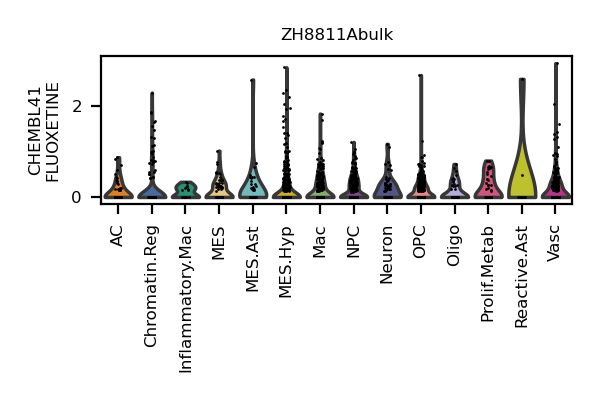 ZH8811Abulk
CHEMBL41
FLUOXETINE
2
0
AC
Chromatin.Reg
Inflammatory.Mac
MES
MES.Ast
MES.Hyp
Mac
NPC
Neuron
OPC
Oligo
Prolif.Metab
Reactive.Ast
Vasc